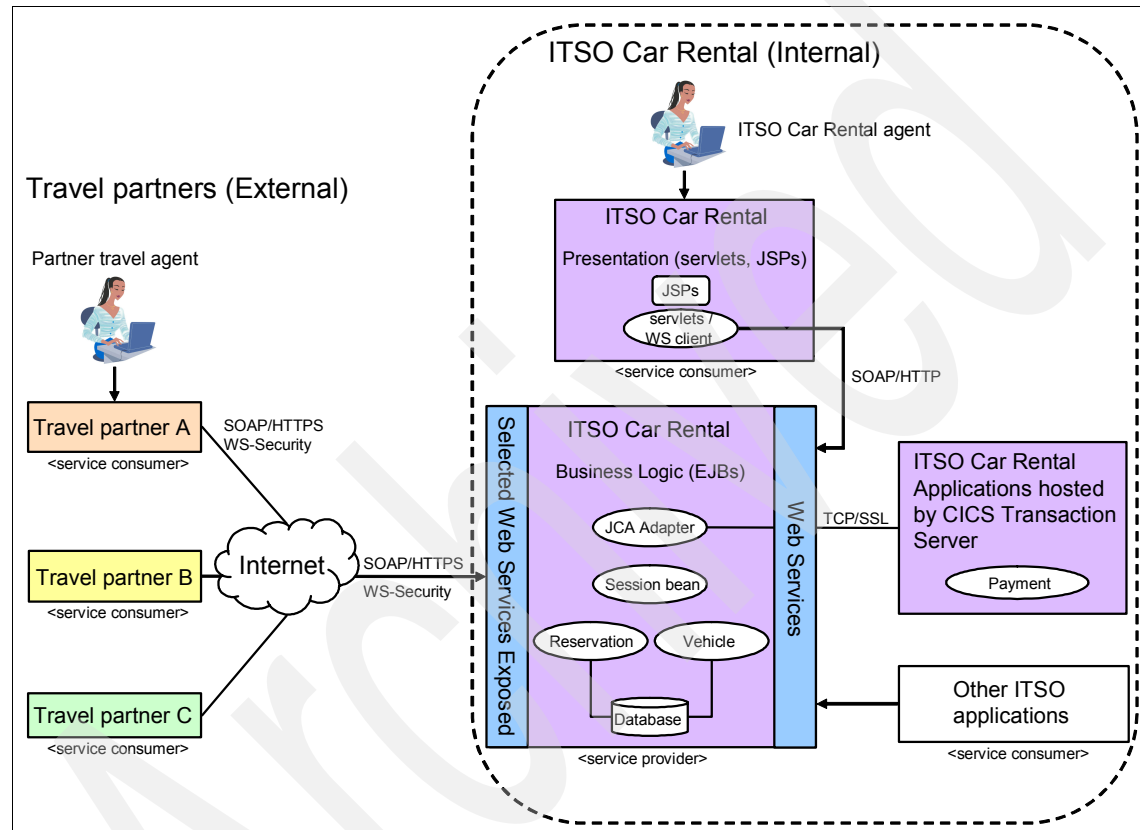 ITSO Car Rental (Internal)
ITSO Car Rental agent
Travel partners (External)
Partner travel agent
ITSO Car Rental
Presentation (servlets, JSPs)
JSPs
servlets /
WS client
<service consumer>
SOAP/HTTP
Travel partner A
<service consumer>
SOAP/HTTPS
WS-Security
Travel partner B
<service consumer>
Internet
SOAP/HTTPS
WS-Security
Travel partner C
<service consumer>
Selected Web Services Exposed
ITSO Car Rental
Business Logic (EJBs)
JCA Adapter
Session bean
Reservation
Vehicle
Database
<service provider>
Web Services
TCP/SSL
ITSO Car Rental
Applications hosted
by CICS Transaction
Server
Payment
Other ITSO
applications
<service consumer>
Archived